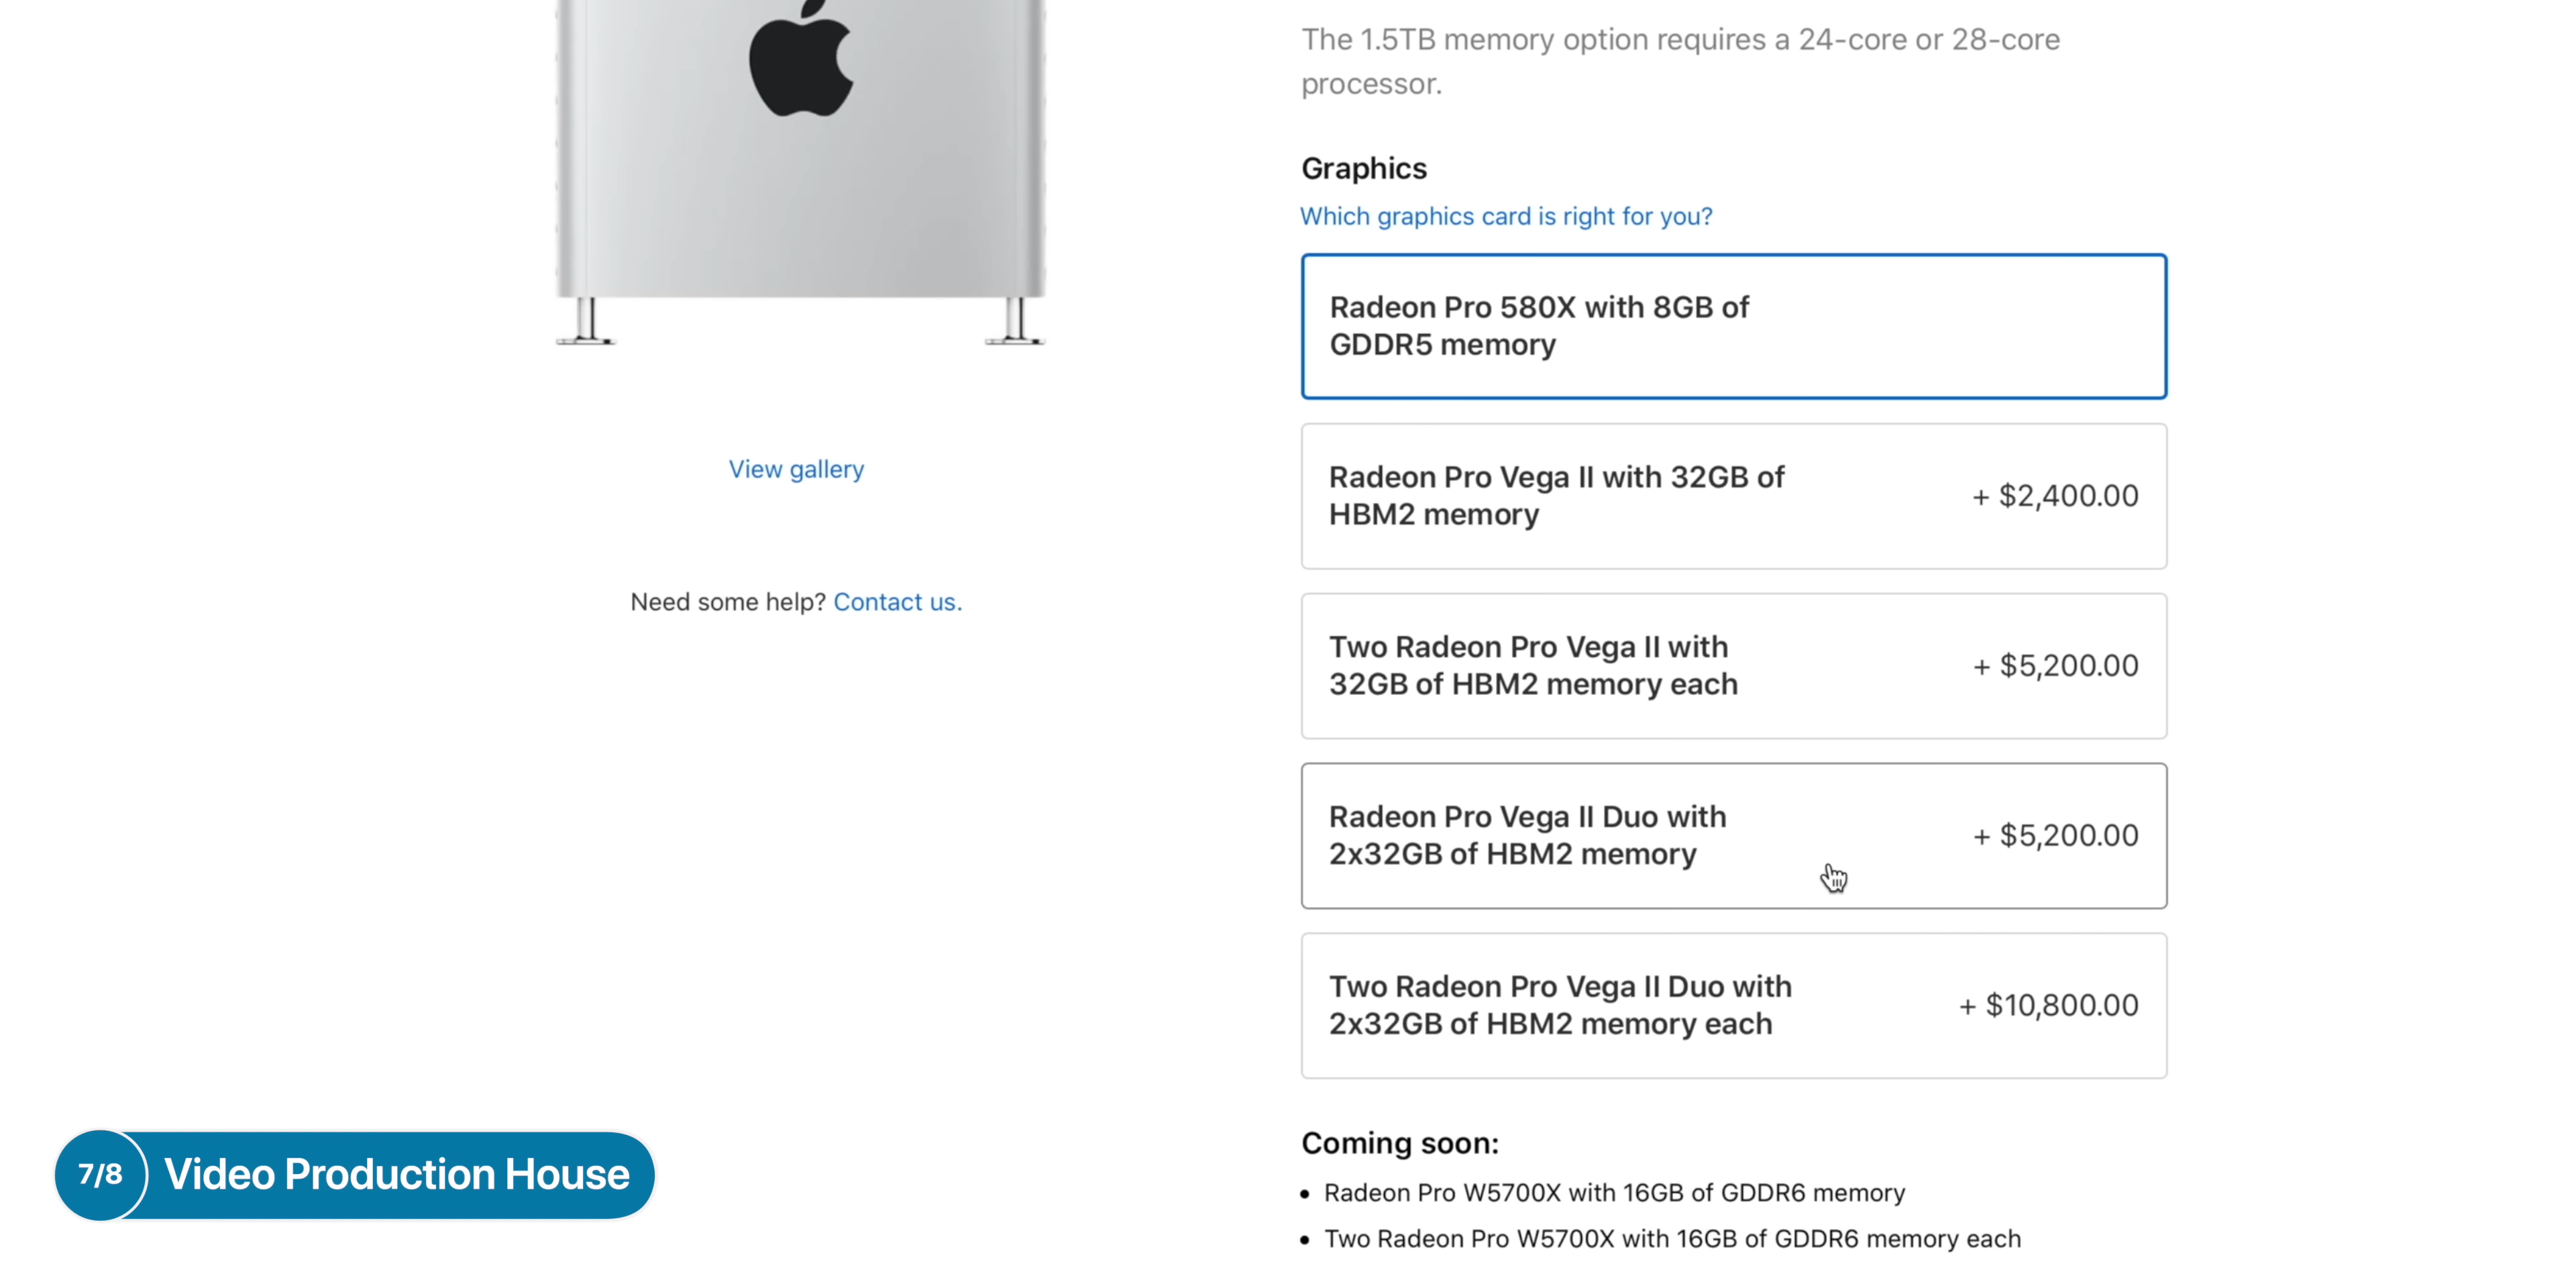 The 1.5TB memory option requires a 24-core or 28-core
processor.
Graphics
Which graphics card is right for you?
Radeon Pro 580X with 8GB of
GDDR5 memory
Radeon Pro Vega II with 32GB of
HBM2 memory
+ $2,400.00
Two Radeon Pro Vega II with
32GB of HBM2 memory each
+ $5,200.00
Radeon Pro Vega II Duo with
2x32GB of HBM2 memory
+ $5,200.00
Two Radeon Pro Vega II Duo with
2x32GB of HBM2 memory each
+ $10,800.00
Coming soon:
• Radeon Pro W5700X with 16GB of GDDR6 memory
• Two Radeon Pro W5700X with 16GB of GDDR6 memory each
View gallery
Need some help? Contact us.
7/8 Video Production House